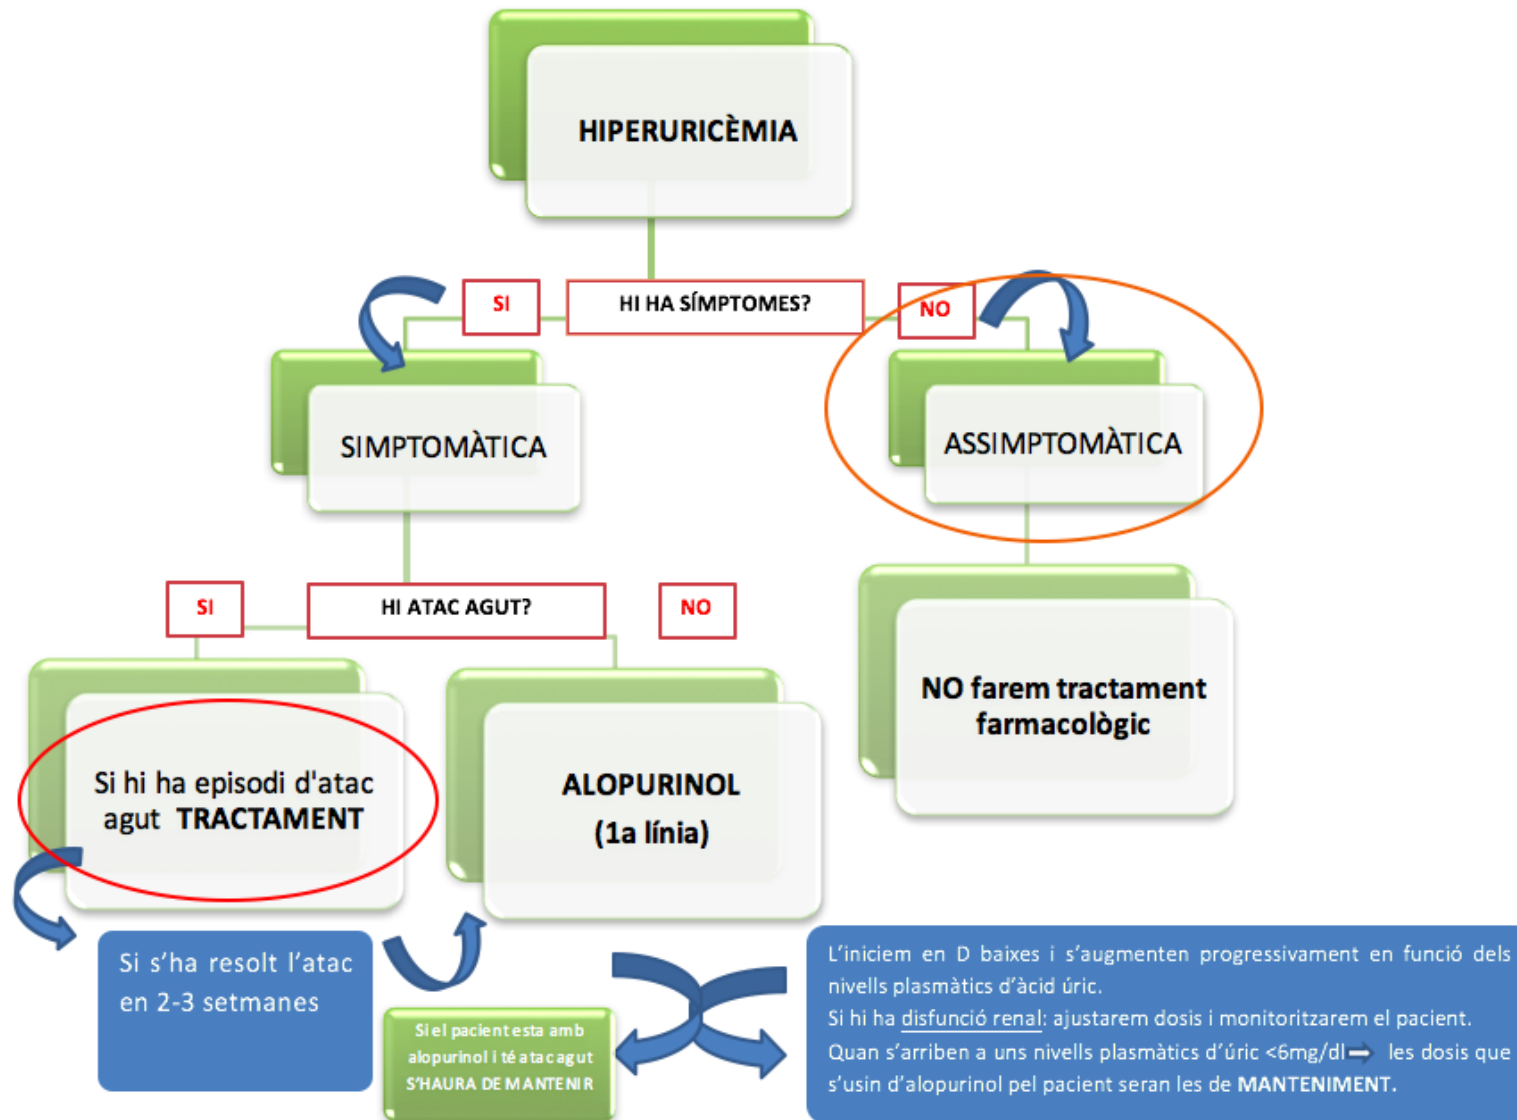 HIPERURICÈMIA
SI
HI HA SÍMPTOMES?
NO
SIMPTOMÀTICA
ASSIMPTOMÀTICA
SI
HI ATAC AGUT?
NO
Si hi ha episodi d'atac
agut TRACTAMENT
ALOPURINOL
(1a línia)
NO farem tractament
farmacològic
Si s'ha resolt l'atac
en 2-3 setmanes
Si el pacient esta amb
alopurinol i té atac agut
S'HAURA DE MANTENIR
L'iniciem en D baixes i s'augmenten progressivament en funció dels
nivells plasmàtics d'àcid úric.
Si hi ha disfunció renal: ajustarem dosis i monitoritzarem el pacient.
Quan s'arriben a uns nivells plasmàtics d'úric <6mg/dl ➡ les dosis que
s'usin d'alopurinol pel pacient seran les de MANTENIMENT.